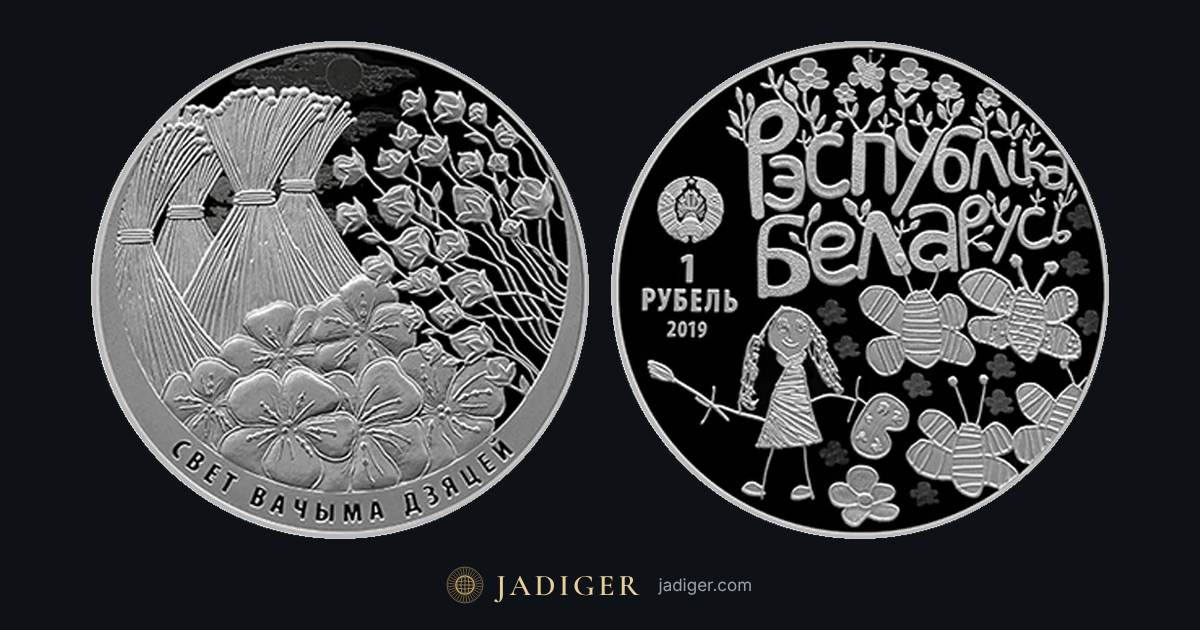 СВЕТ ВАЧЫМА ДЗЯЦЕЙ
Рэспубліка
Беларусь
1
РУБЕЛЬ
2019
JADIGER jadiger.com